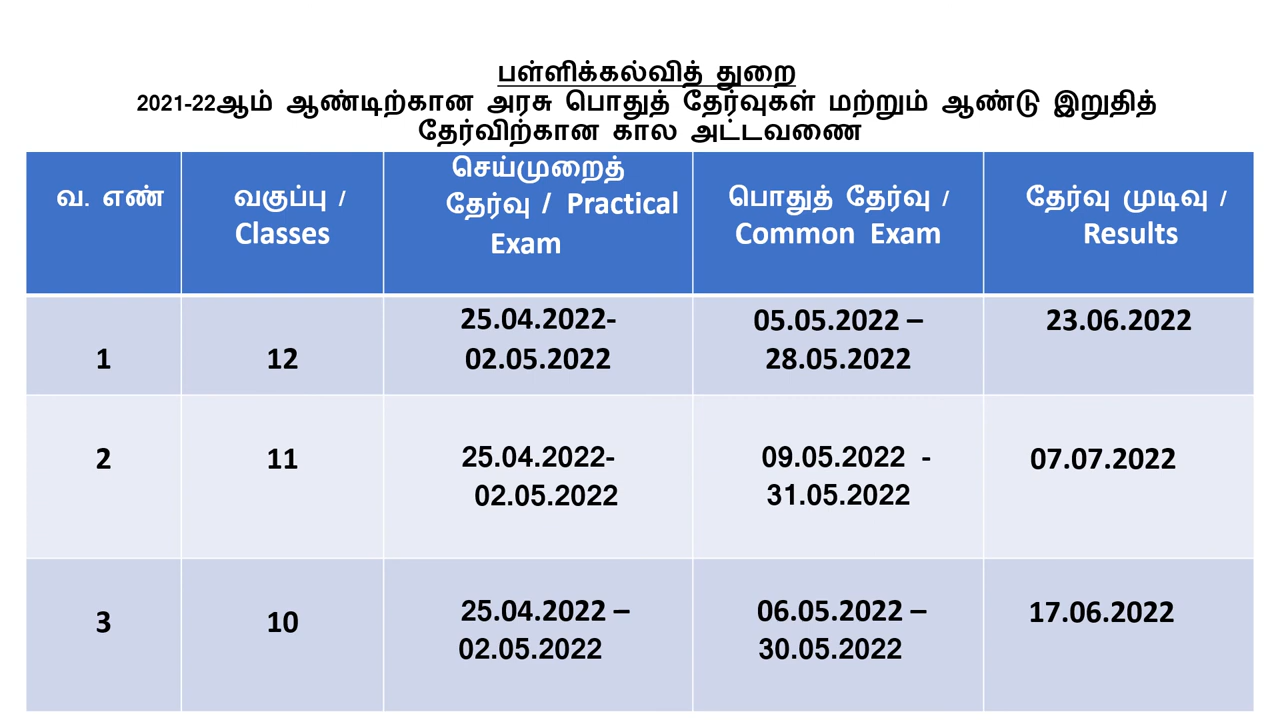 பள்ளிக்கல்வித் துறை
2021-22ஆம் ஆண்டிற்கான அரசு பொதுத் தேர்வுகள் மற்றும் ஆண்டு இறுதித்
தேர்விற்கான கால அட்டவணை
வ. எண்
வகுப்பு /
Classes
செய்முறைத்
தேர்வு / Practical
Exam
பொதுத் தேர்வு /
Common Exam
தேர்வு முடிவு /
Results
1
12
25.04.2022-
02.05.2022
05.05.2022 –
28.05.2022
23.06.2022
2
11
25.04.2022-
02.05.2022
09.05.2022 -
31.05.2022
07.07.2022
3
10
25.04.2022 –
02.05.2022
06.05.2022 –
30.05.2022
17.06.2022